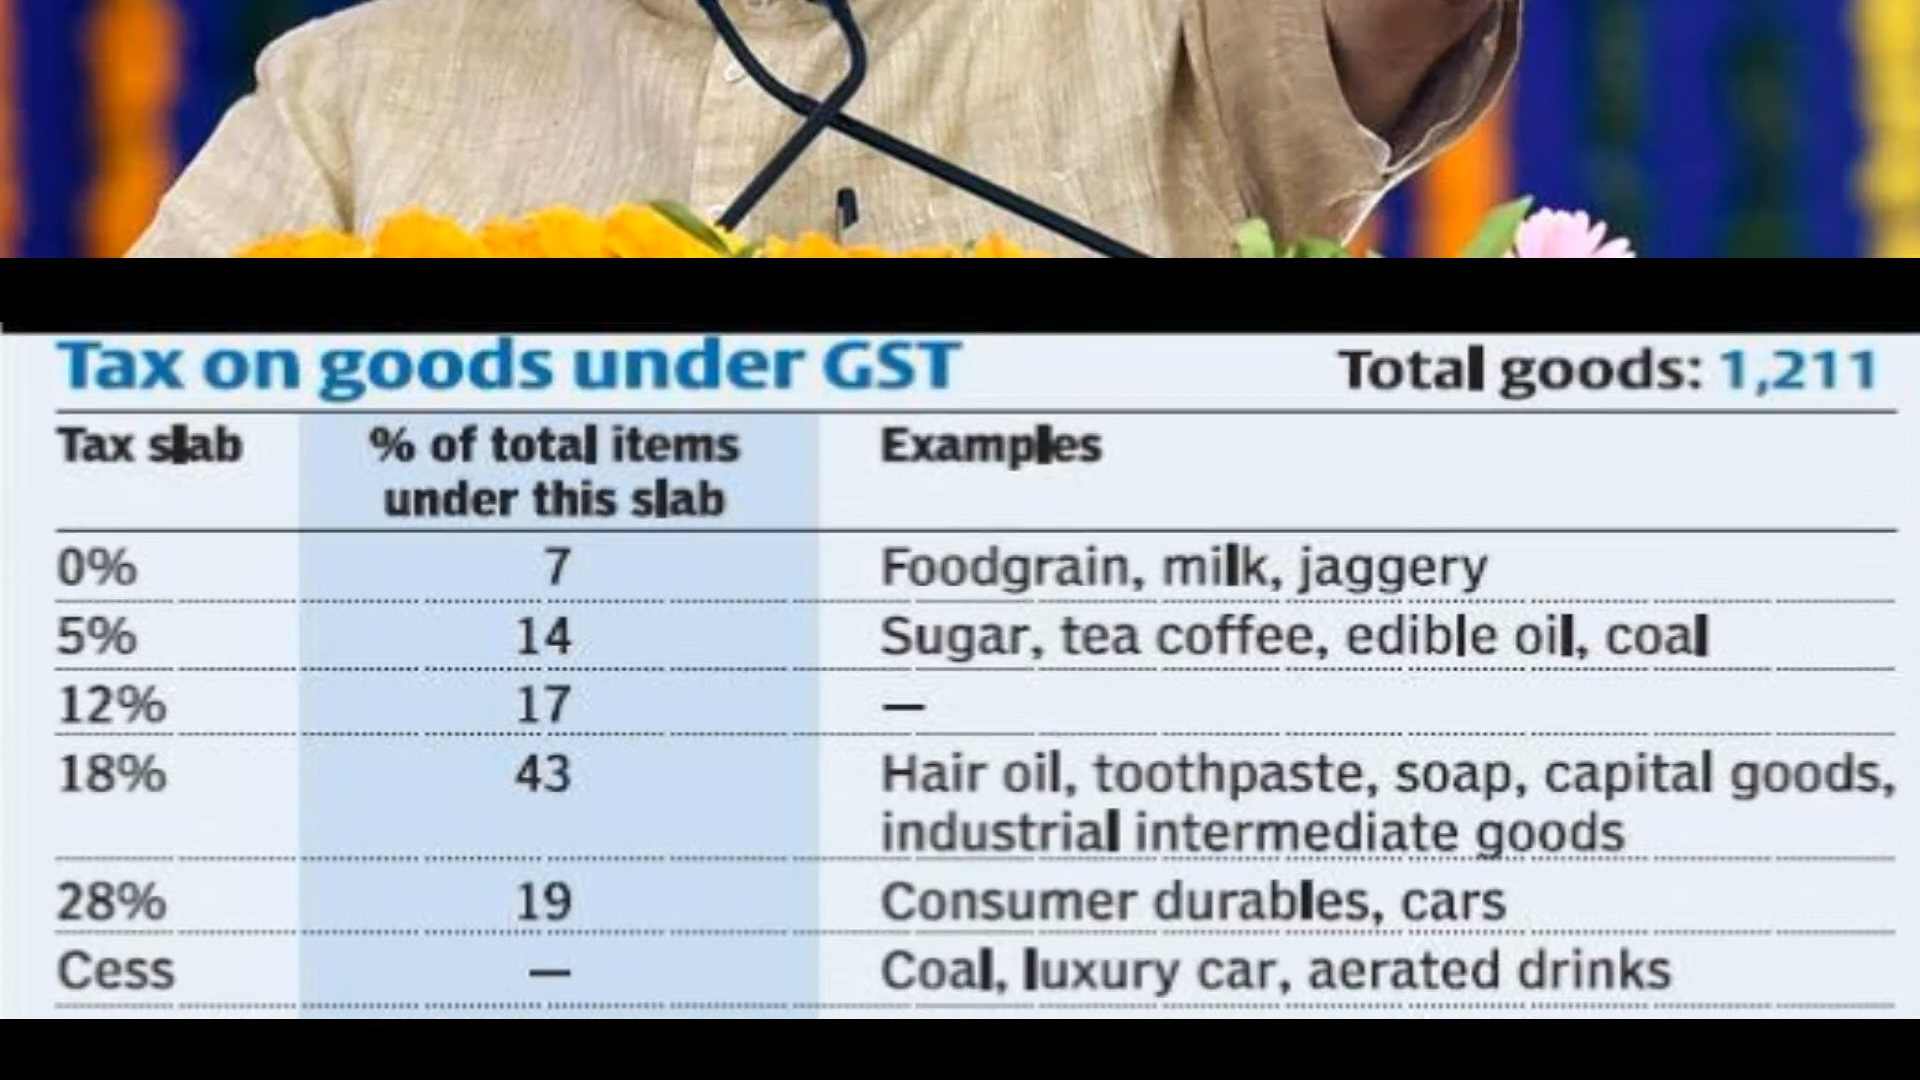 Tax on goods under GST Total goods: 1,211
Tax slab % of total items Examples
under this slab
0% 7 Foodgrain, milk, jaggery
5% 14 Sugar, tea coffee, edible oil, coal
12% 17 —
18% 43 Hair oil, toothpaste, soap, capital goods,
industrial intermediate goods
28% 19 Consumer durables, cars
Cess — Coal, luxury car, aerated drinks